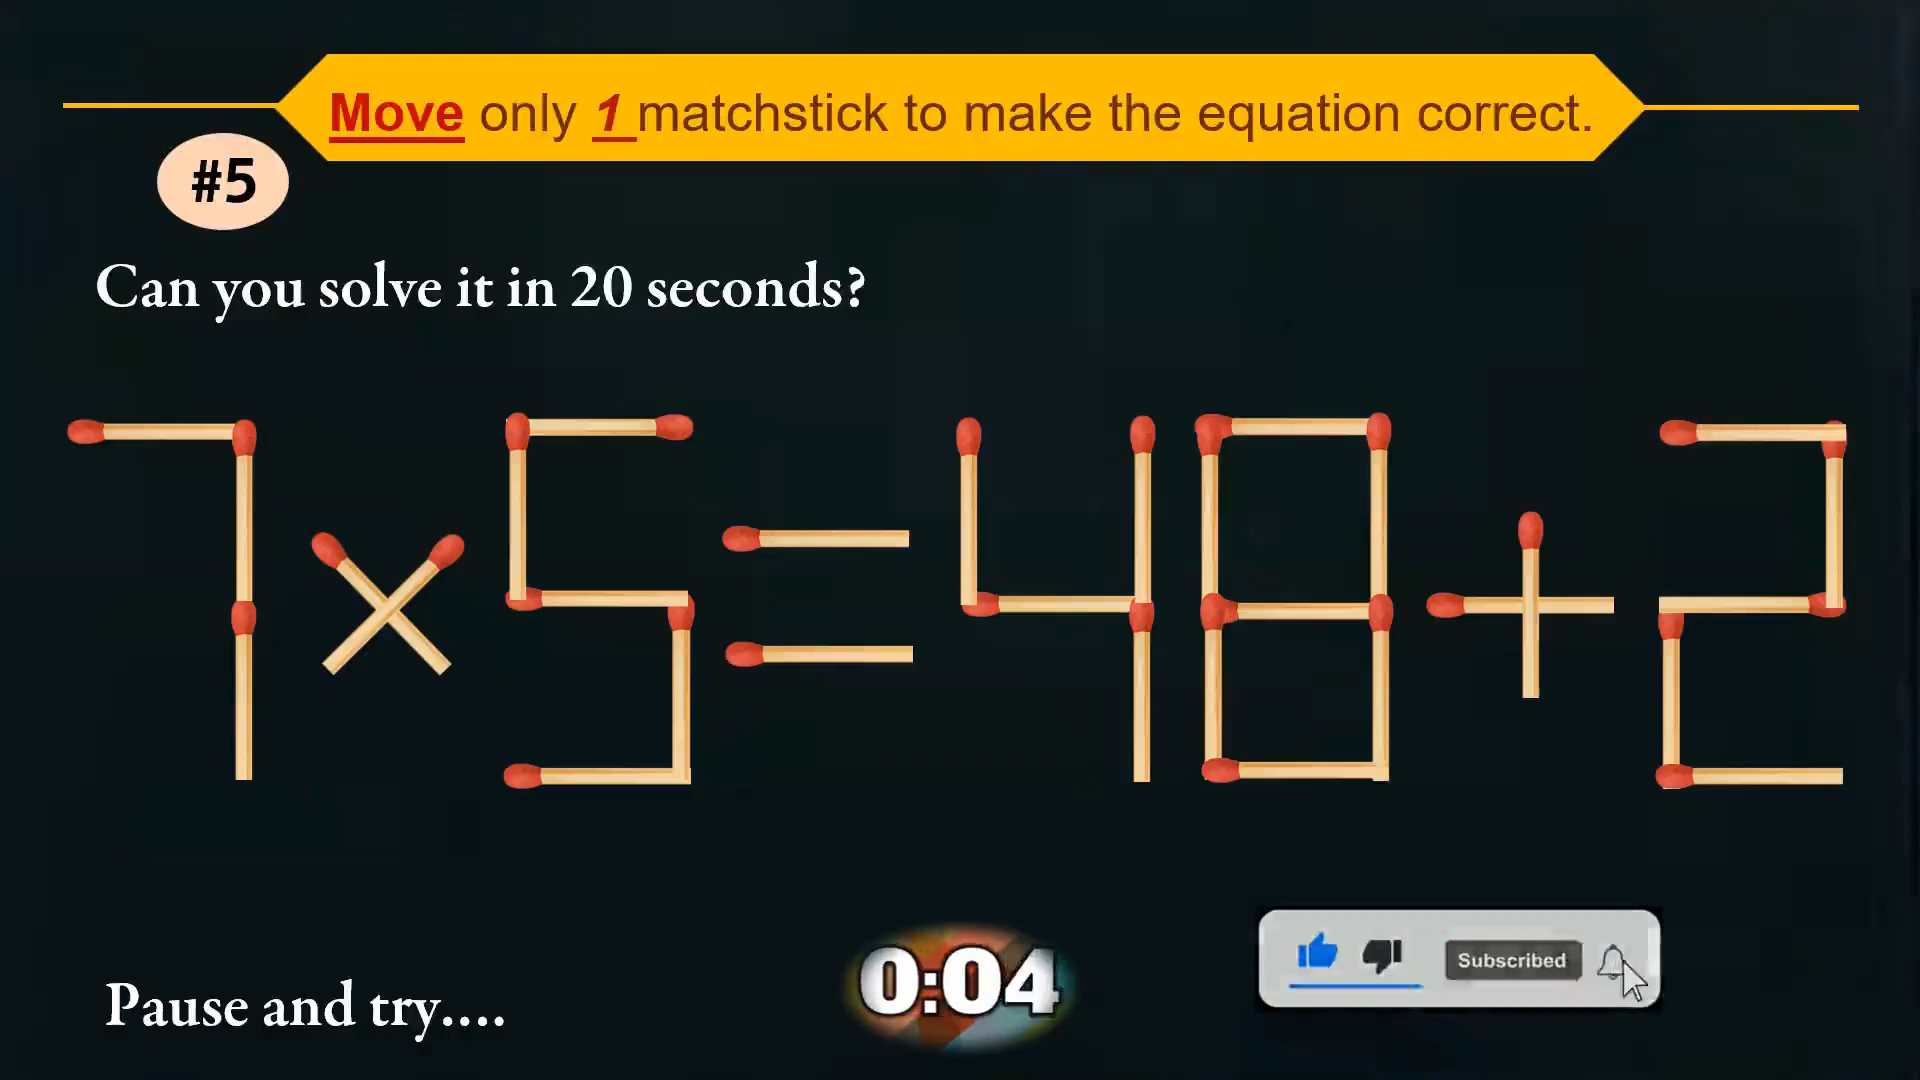 Move only 1 matchstick to make the equation correct.
#5
Can you solve it in 20 seconds?
7×5=48+2
Pause and try....
0:04
Subscribed